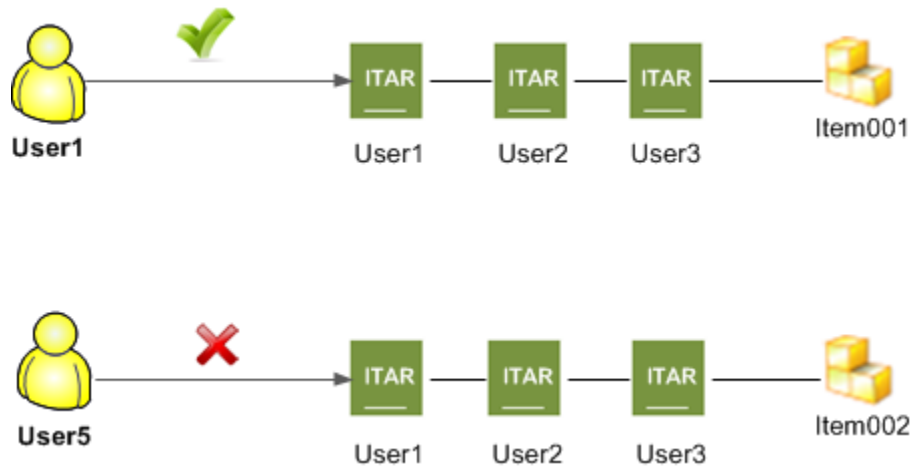 ITAR ITAR ITAR
User1 User1 User2 User3 Item001
ITAR ITAR ITAR
User5 User1 User2 User3 Item002